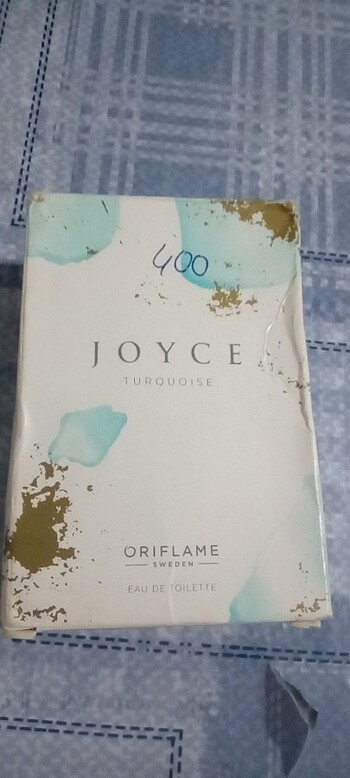 400
JOYCE
TURQUOISE
ORIFLAME
SWEDEN
EAU DE TOILETTE